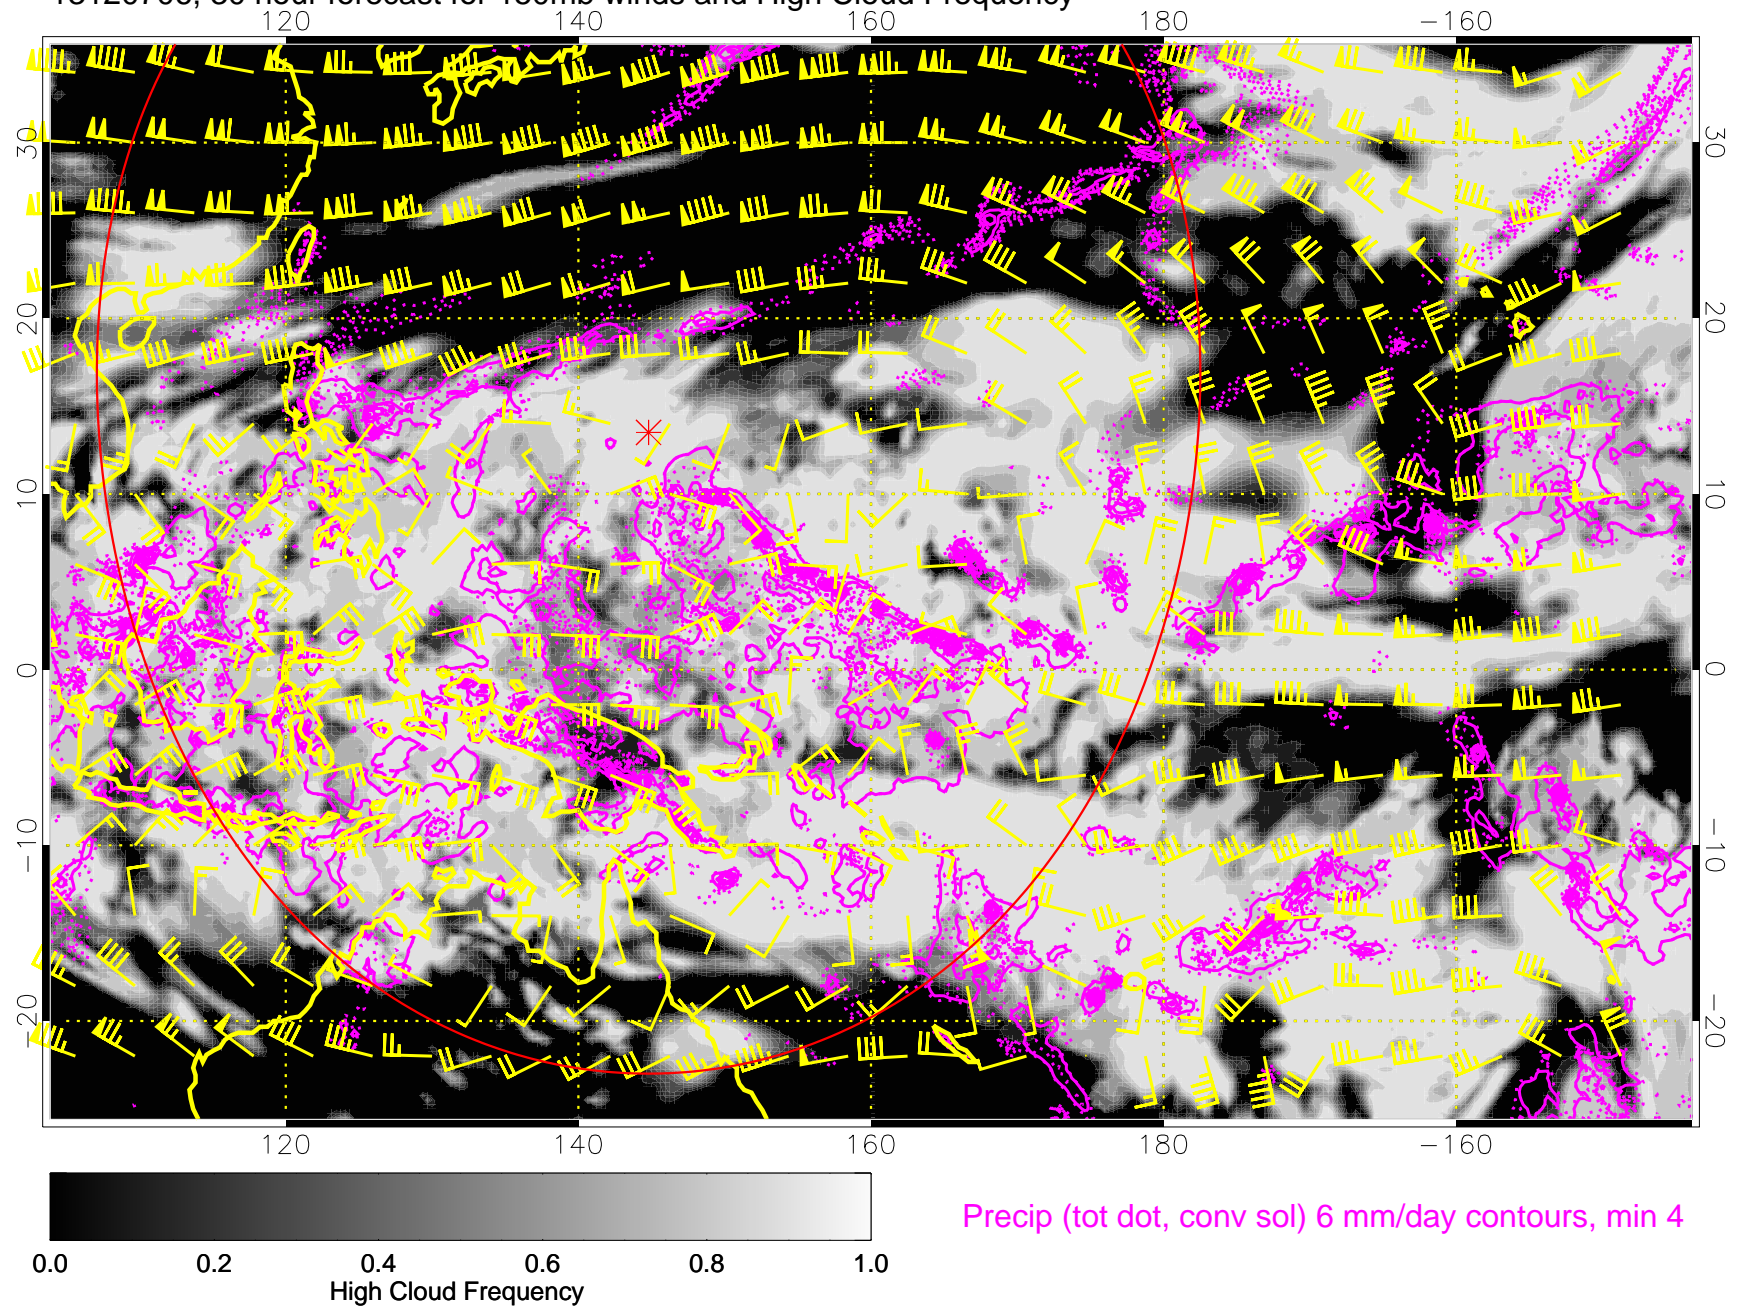 120 140 160 180 −160
30 30
20 20
10 10
0 0
−10 −10
−20 −20
120 140 160 180 −160
0.0 0.2 0.4 0.6 0.8 1.0
High Cloud Frequency
Precip (tot dot, conv sol) 6 mm/day contours, min 4